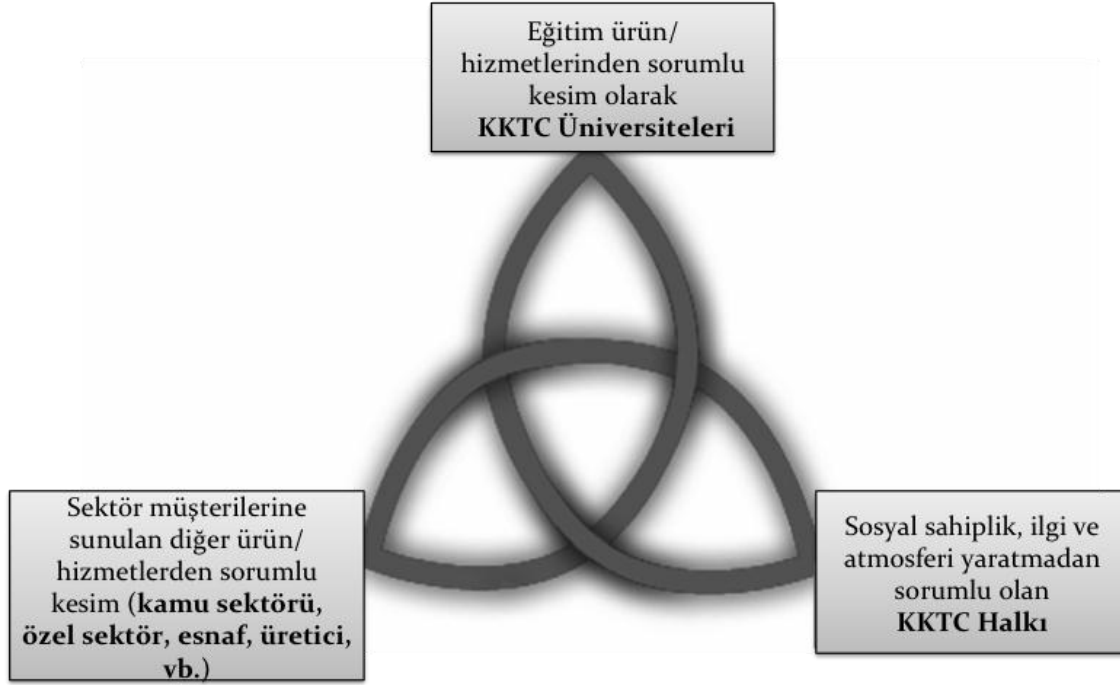 Eğitim ürün/
hizmetlerinden sorumlu
kesim olarak
KKTC Üniversiteleri
Sektör müşterilerine
sunulan diğer ürün/
hizmetlerden sorumlu
kesim (kamu sektörü,
özel sektör, esnaf, üretici,
vb.)
Sosyal sahiplik, ilgi ve
atmosferi yaratmadan
sorumlu olan
KKTC Halkı